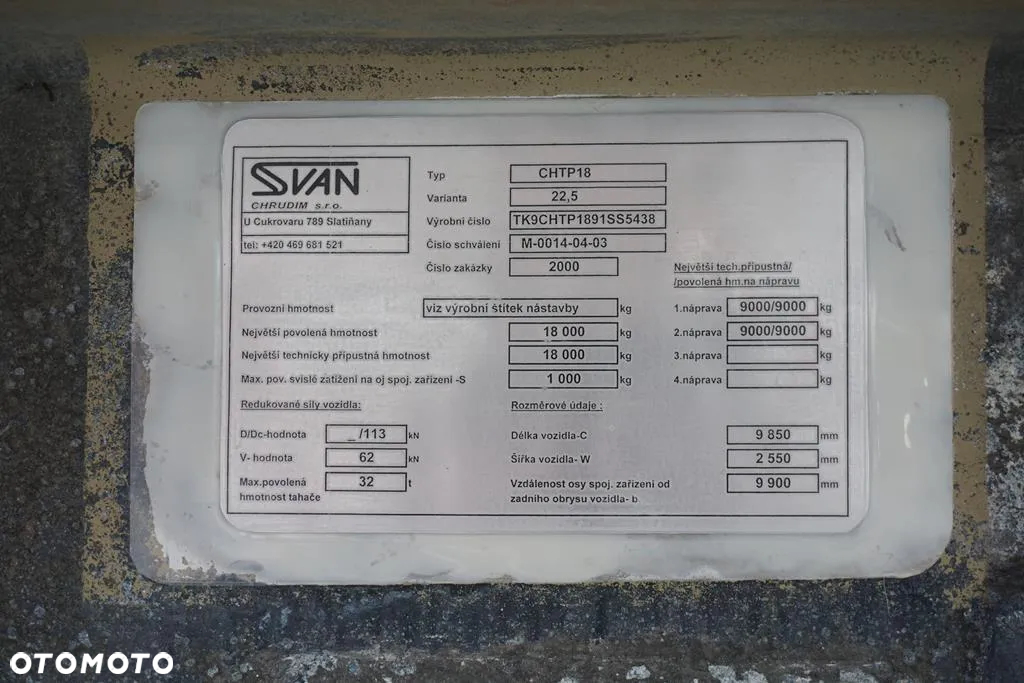 SVAN
CHRUDIM s.r.o.
U Cukrovaru 789 Slatiňany
tel: +420 469 681 521
Typ CHTP18
Varianta 22,5
Výrobní číslo TK9CHTP1891SS5438
Číslo schválení M-0014-04-03
Číslo zakázky 2000
Největší tech.přípustná/
/povolená hm.na nápravu
Provozní hmotnost viz výrobní štítek nástavby kg 1.náprava 9000/9000 kg
Největší povolená hmotnost 18 000 kg 2.náprava 9000/9000 kg
Největší technicky přípustná hmotnost 18 000 kg 3.náprava kg
Max. pov. svislé zatížení na oj spoj. zařízení -S 1 000 kg 4.náprava kg
Redukované síly vozidla: Rozměrové údaje :
D/Dc-hodnota _ /113 kN Délka vozidla-C 9 850 mm
V- hodnota 62 kN Šířka vozidla- W 2 550 mm
Max.povolená
hmotnost tahače 32 t
Vzdálenost osy spoj. zařízení od
zadního obrysu vozidla- b 9 900 mm
OTOMOTO